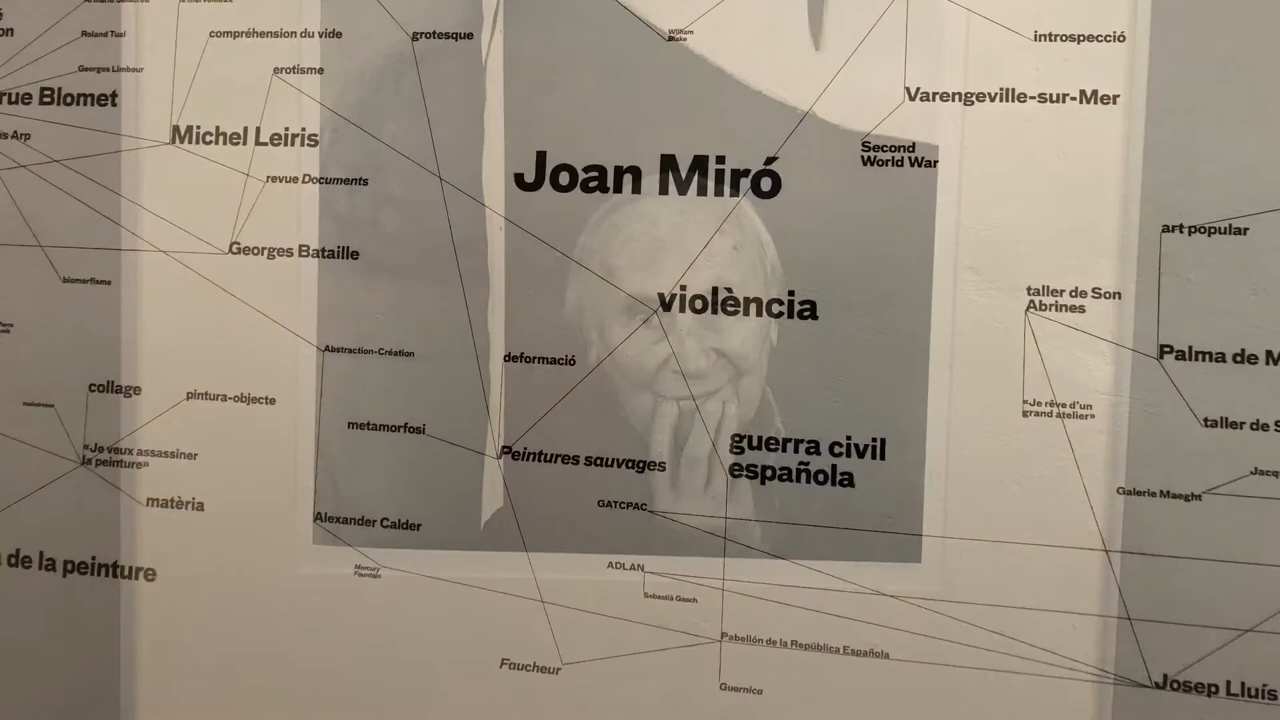 Roland Tual
compréhension du vide
grotesque
William
Blake
introspecció
Georges Limbour
erotisme
rue Blomet
Varengeville-sur-Mer
Arp
Michel Leiris
Second
World War
Joan Miró
revue Documents
art popular
Georges Bataille
biomorfisme
taller de Son
Abrines
violència
Abstraction-Création
deformació
Palma de M
collage
pintura-objecte
«Je rêve d'un
grand atelier»
metamorfosi
taller de S
«Je veux assassiner
la peinture»
Peintures sauvages
guerra civil
española
Jacq
Galerie Maeght
matèria
GATCPAC
Alexander Calder
de la peinture
Mercury
Fountain
ADLAN
Sebastià Gasch
Pabellón de la República Española
Faucheur
Guernica
Josep Lluís